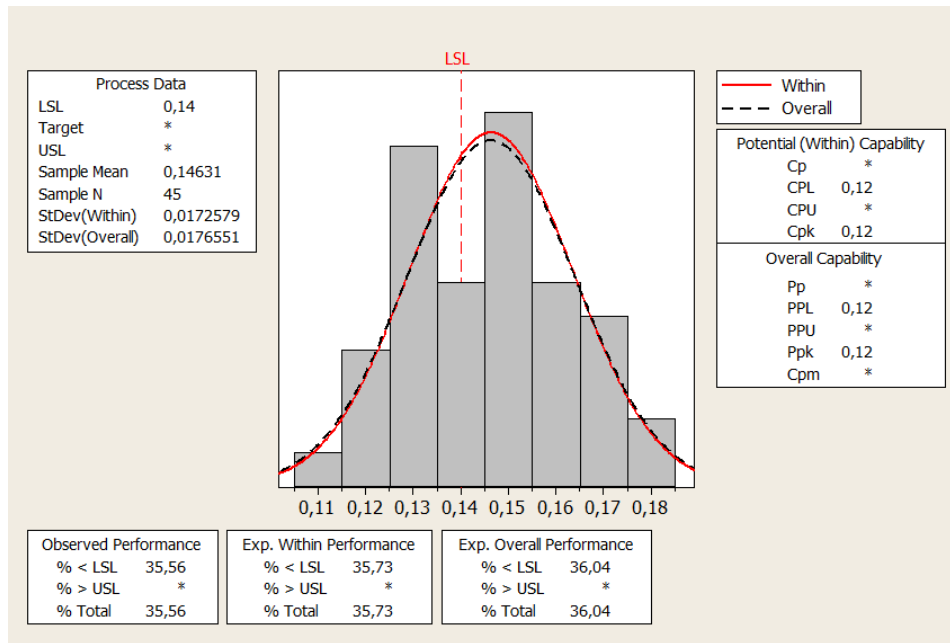 LSL
Process Data
LSL 0,14
Target *
USL *
Sample Mean 0,14631
Sample N 45
StDev(Within) 0,0172579
StDev(Overall) 0,0176551
Within
Overall
Potential (Within) Capability
Cp *
CPL 0,12
CPU *
Cpk 0,12
Overall Capability
Pp *
PPL 0,12
PPU *
Ppk 0,12
Cpm *
0,11 0,12 0,13 0,14 0,15 0,16 0,17 0,18
Observed Performance
% < LSL 35,56
% > USL *
% Total 35,56
Exp. Within Performance
% < LSL 35,73
% > USL *
% Total 35,73
Exp. Overall Performance
% < LSL 36,04
% > USL *
% Total 36,04